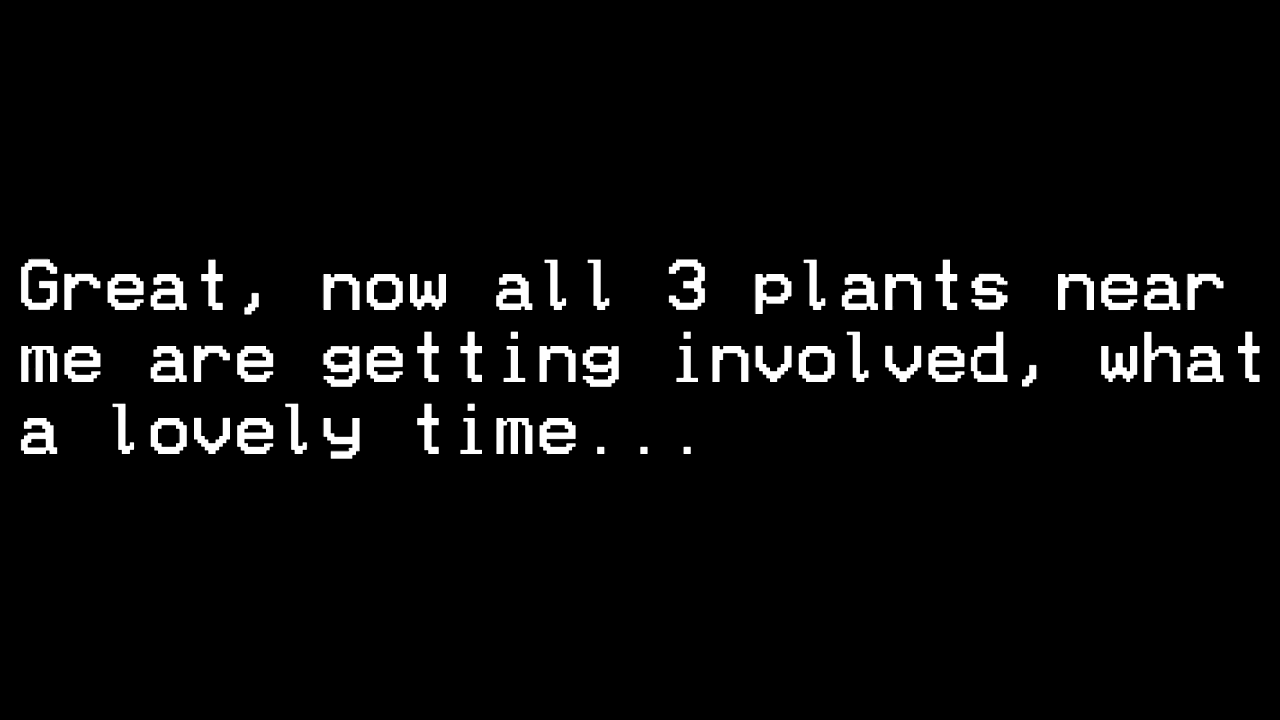 Great, now all 3 plants near
me are getting involved, what
a lovely time...